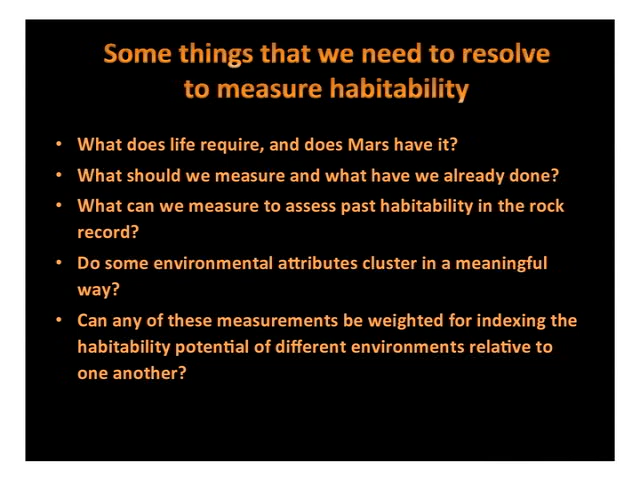 Some things that we need to resolve
to measure habitability
• What does life require, and does Mars have it?
• What should we measure and what have we already done?
• What can we measure to assess past habitability in the rock
record?
• Do some environmental attributes cluster in a meaningful
way?
• Can any of these measurements be weighted for indexing the
habitability potential of different environments relative to
one another?